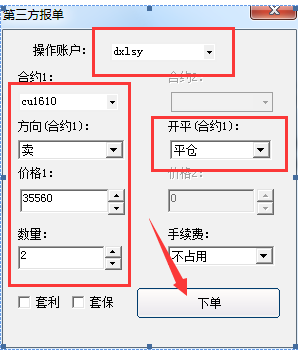 第三方报单
操作账户: dxlsy
合约1: 合约2:
cu1610
方向(合约1): 开平(合约1):
卖 平仓
价格1: 价格2:
35560 0
数量: 手续费:
2 不占用
套利 套保 下单